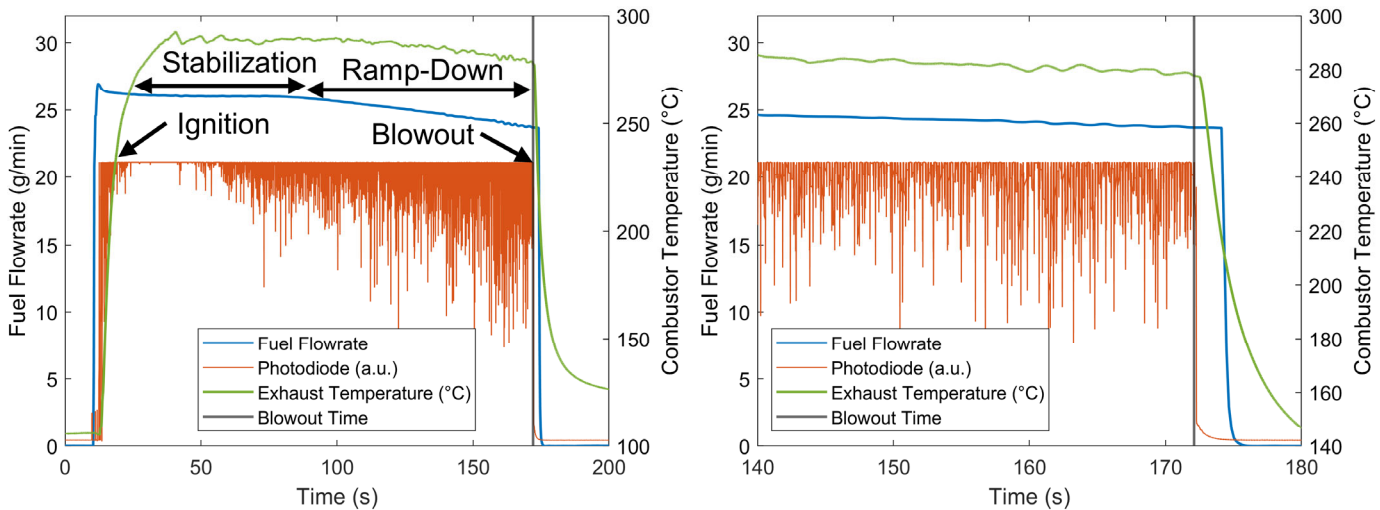 30
25
20
15
10
5
0
Fuel Flowrate (g/min)
300
250
200
150
100
Combustor Temperature (°C)
0
50
100
150
200
Time (s)
Stabilization
Ramp-Down
Ignition
Blowout
Fuel Flowrate
Photodiode (a.u.)
Exhaust Temperature (°C)
Blowout Time
30
25
20
15
10
5
0
Fuel Flowrate (g/min)
300
280
260
240
220
200
180
160
140
Combustor Temperature (°C)
140
150
160
170
180
Time (s)
Fuel Flowrate
Photodiode (a.u.)
Exhaust Temperature (°C)
Blowout Time